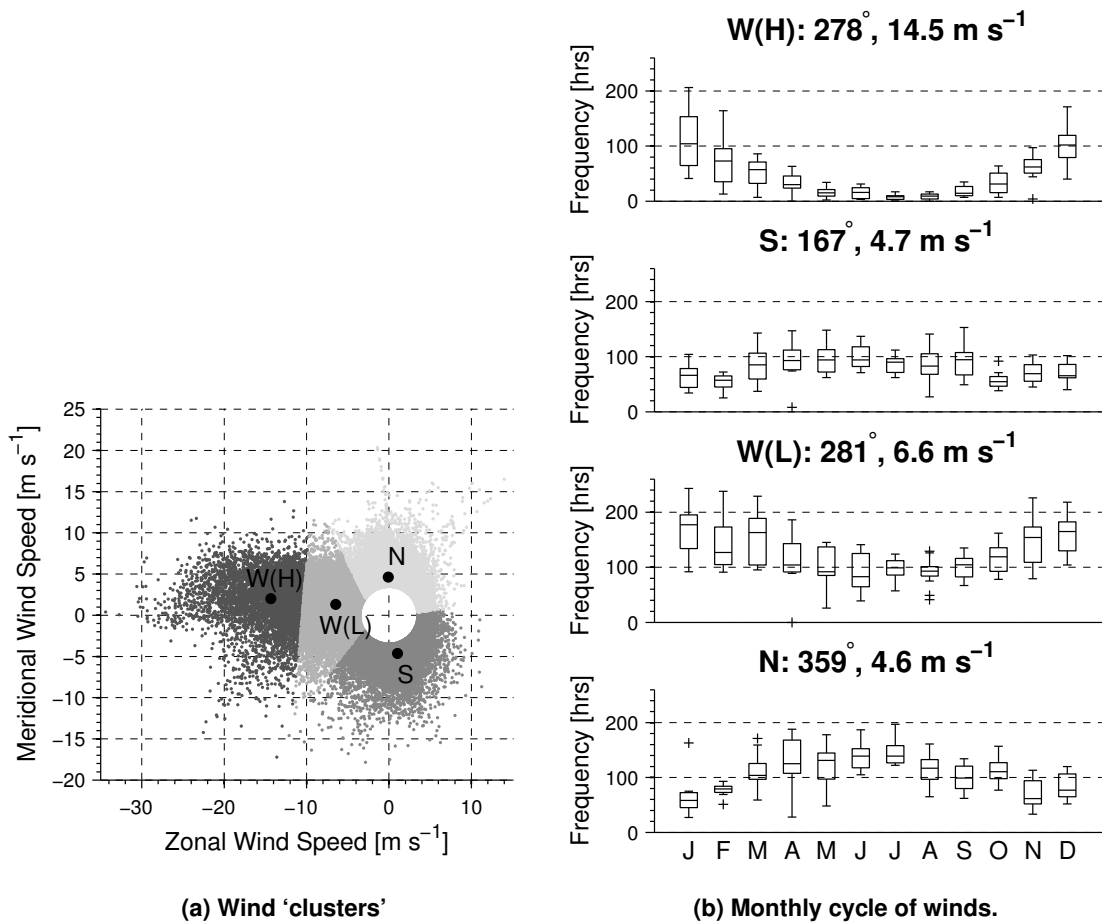 W(H): 278°, 14.5 m s⁻¹
Frequency [hrs]
200
100
0
S: 167°, 4.7 m s⁻¹
Frequency [hrs]
200
100
0
W(L): 281°, 6.6 m s⁻¹
Frequency [hrs]
200
100
0
N: 359°, 4.6 m s⁻¹
Frequency [hrs]
200
100
0
J F M A M J J A S O N D
Meridional Wind Speed [m s⁻¹]
25
20
15
10
5
0
−5
−10
−15
−20
N
W(H)
W(L)
S
−30 −20 −10 0 10
Zonal Wind Speed [m s⁻¹]
(a) Wind ‘clusters’
(b) Monthly cycle of winds.